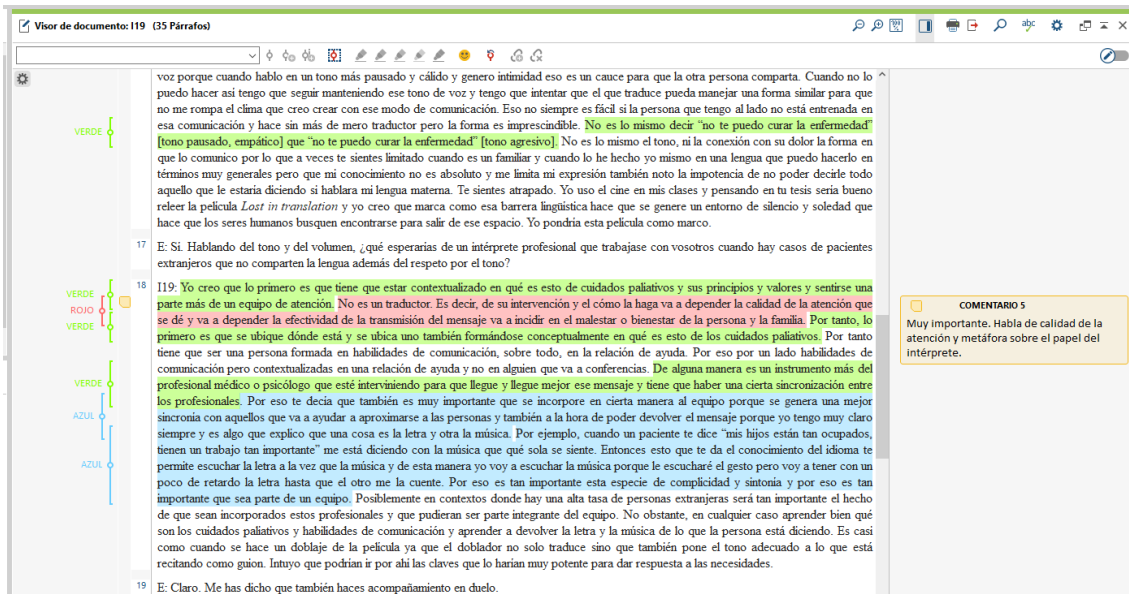 Visor de documento: I19 (35 Párrafos)
abc
voz porque cuando hablo en un tono más pausado y cálido y genero intimidad eso es un cauce para que la otra persona comparta. Cuando no lo
puedo hacer así tengo que seguir manteniendo ese tono de voz y tengo que intentar que el que traduce pueda manejar una forma similar para que
no me rompa el clima que creo crear con ese modo de comunicación. Eso no siempre es fácil si la persona que tengo al lado no está entrenada en
esa comunicación y hace sin más de mero traductor pero la forma es imprescindible. No es lo mismo decir “no te puedo curar la enfermedad”
VERDE
[tono pausado, empático] que “no te puedo curar la enfermedad” [tono agresivo]. No es lo mismo el tono, ni la conexión con su dolor la forma en
que lo comunico por lo que a veces te sientes limitado cuando es un familiar y cuando lo he hecho yo mismo en una lengua que puedo hacerlo en
términos muy generales pero que mi conocimiento no es absoluto y me limita mi expresión también noto la impotencia de no poder decirle todo
aquello que le estaría diciendo si hablara mi lengua materna. Te sientes atrapado. Yo uso el cine en mis clases y pensando en tu tesis sería bueno
releer la película Lost in translation y yo creo que marca como esa barrera lingüística hace que se genere un entorno de silencio y soledad que
hace que los seres humanos busquen encontrarse para salir de ese espacio. Yo pondría esta película como marco.
17 E: Sí. Hablando del tono y del volumen, ¿qué esperarías de un intérprete profesional que trabajase con vosotros cuando hay casos de pacientes
extranjeros que no comparten la lengua además del respeto por el tono?
18 I19: Yo creo que lo primero es que tiene que estar contextualizado en qué es esto de cuidados paliativos y sus principios y valores y sentirse una
VERDE
parte más de un equipo de atención. No es un traductor. Es decir, de su intervención y el cómo la haga va a depender la calidad de la atención que
ROJO
se dé y va a depender la efectividad de la transmisión del mensaje va a incidir en el malestar o bienestar de la persona y la familia. Por tanto, lo
VERDE
primero es que se ubique dónde está y se ubica uno también formándose conceptualmente en qué es esto de los cuidados paliativos. Por tanto
tiene que ser una persona formada en habilidades de comunicación, sobre todo, en la relación de ayuda. Por eso por un lado habilidades de
comunicación pero contextualizadas en una relación de ayuda y no en alguien que va a conferencias. De alguna manera es un instrumento más del
VERDE
profesional médico o psicólogo que esté interviniendo para que llegue y llegue mejor ese mensaje y tiene que haber una cierta sincronización entre
los profesionales. Por eso te decía que también es muy importante que se incorpore en cierta manera al equipo porque se genera una mejor
AZUL
sincronía con aquellos que va a ayudar a aproximarse a las personas y también a la hora de poder devolver el mensaje porque yo tengo muy claro
siempre y es algo que explico que una cosa es la letra y otra la música. Por ejemplo, cuando un paciente te dice “mis hijos están tan ocupados,
tienen un trabajo tan importante” me está diciendo con la música que qué sola se siente. Entonces esto que te da el conocimiento del idioma te
AZUL
permite escuchar la letra a la vez que la música y de esta manera yo voy a escuchar la música porque le escucharé el gesto pero voy a tener con un
poco de retardo la letra hasta que el otro me la cuente. Por eso es tan importante esta especie de complicidad y sintonía y por eso es tan
importante que sea parte de un equipo. Posiblemente en contextos donde hay una alta tasa de personas extranjeras será tan importante el hecho
de que sean incorporados estos profesionales y que pudieran ser parte integrante del equipo. No obstante, en cualquier caso aprender bien qué
son los cuidados paliativos y habilidades de comunicación y aprender a devolver la letra y la música de lo que la persona está diciendo. Es casi
como cuando se hace un doblaje de la película ya que el doblador no solo traduce sino que también pone el tono adecuado a lo que está
recitando como guion. Intuyo que podrían ir por ahí las claves que lo harían muy potente para dar respuesta a las necesidades.
19 E: Claro. Me has dicho que también haces acompañamiento en duelo.
COMENTARIO 5
Muy importante. Habla de calidad de la
atención y metáfora sobre el papel del
intérprete.